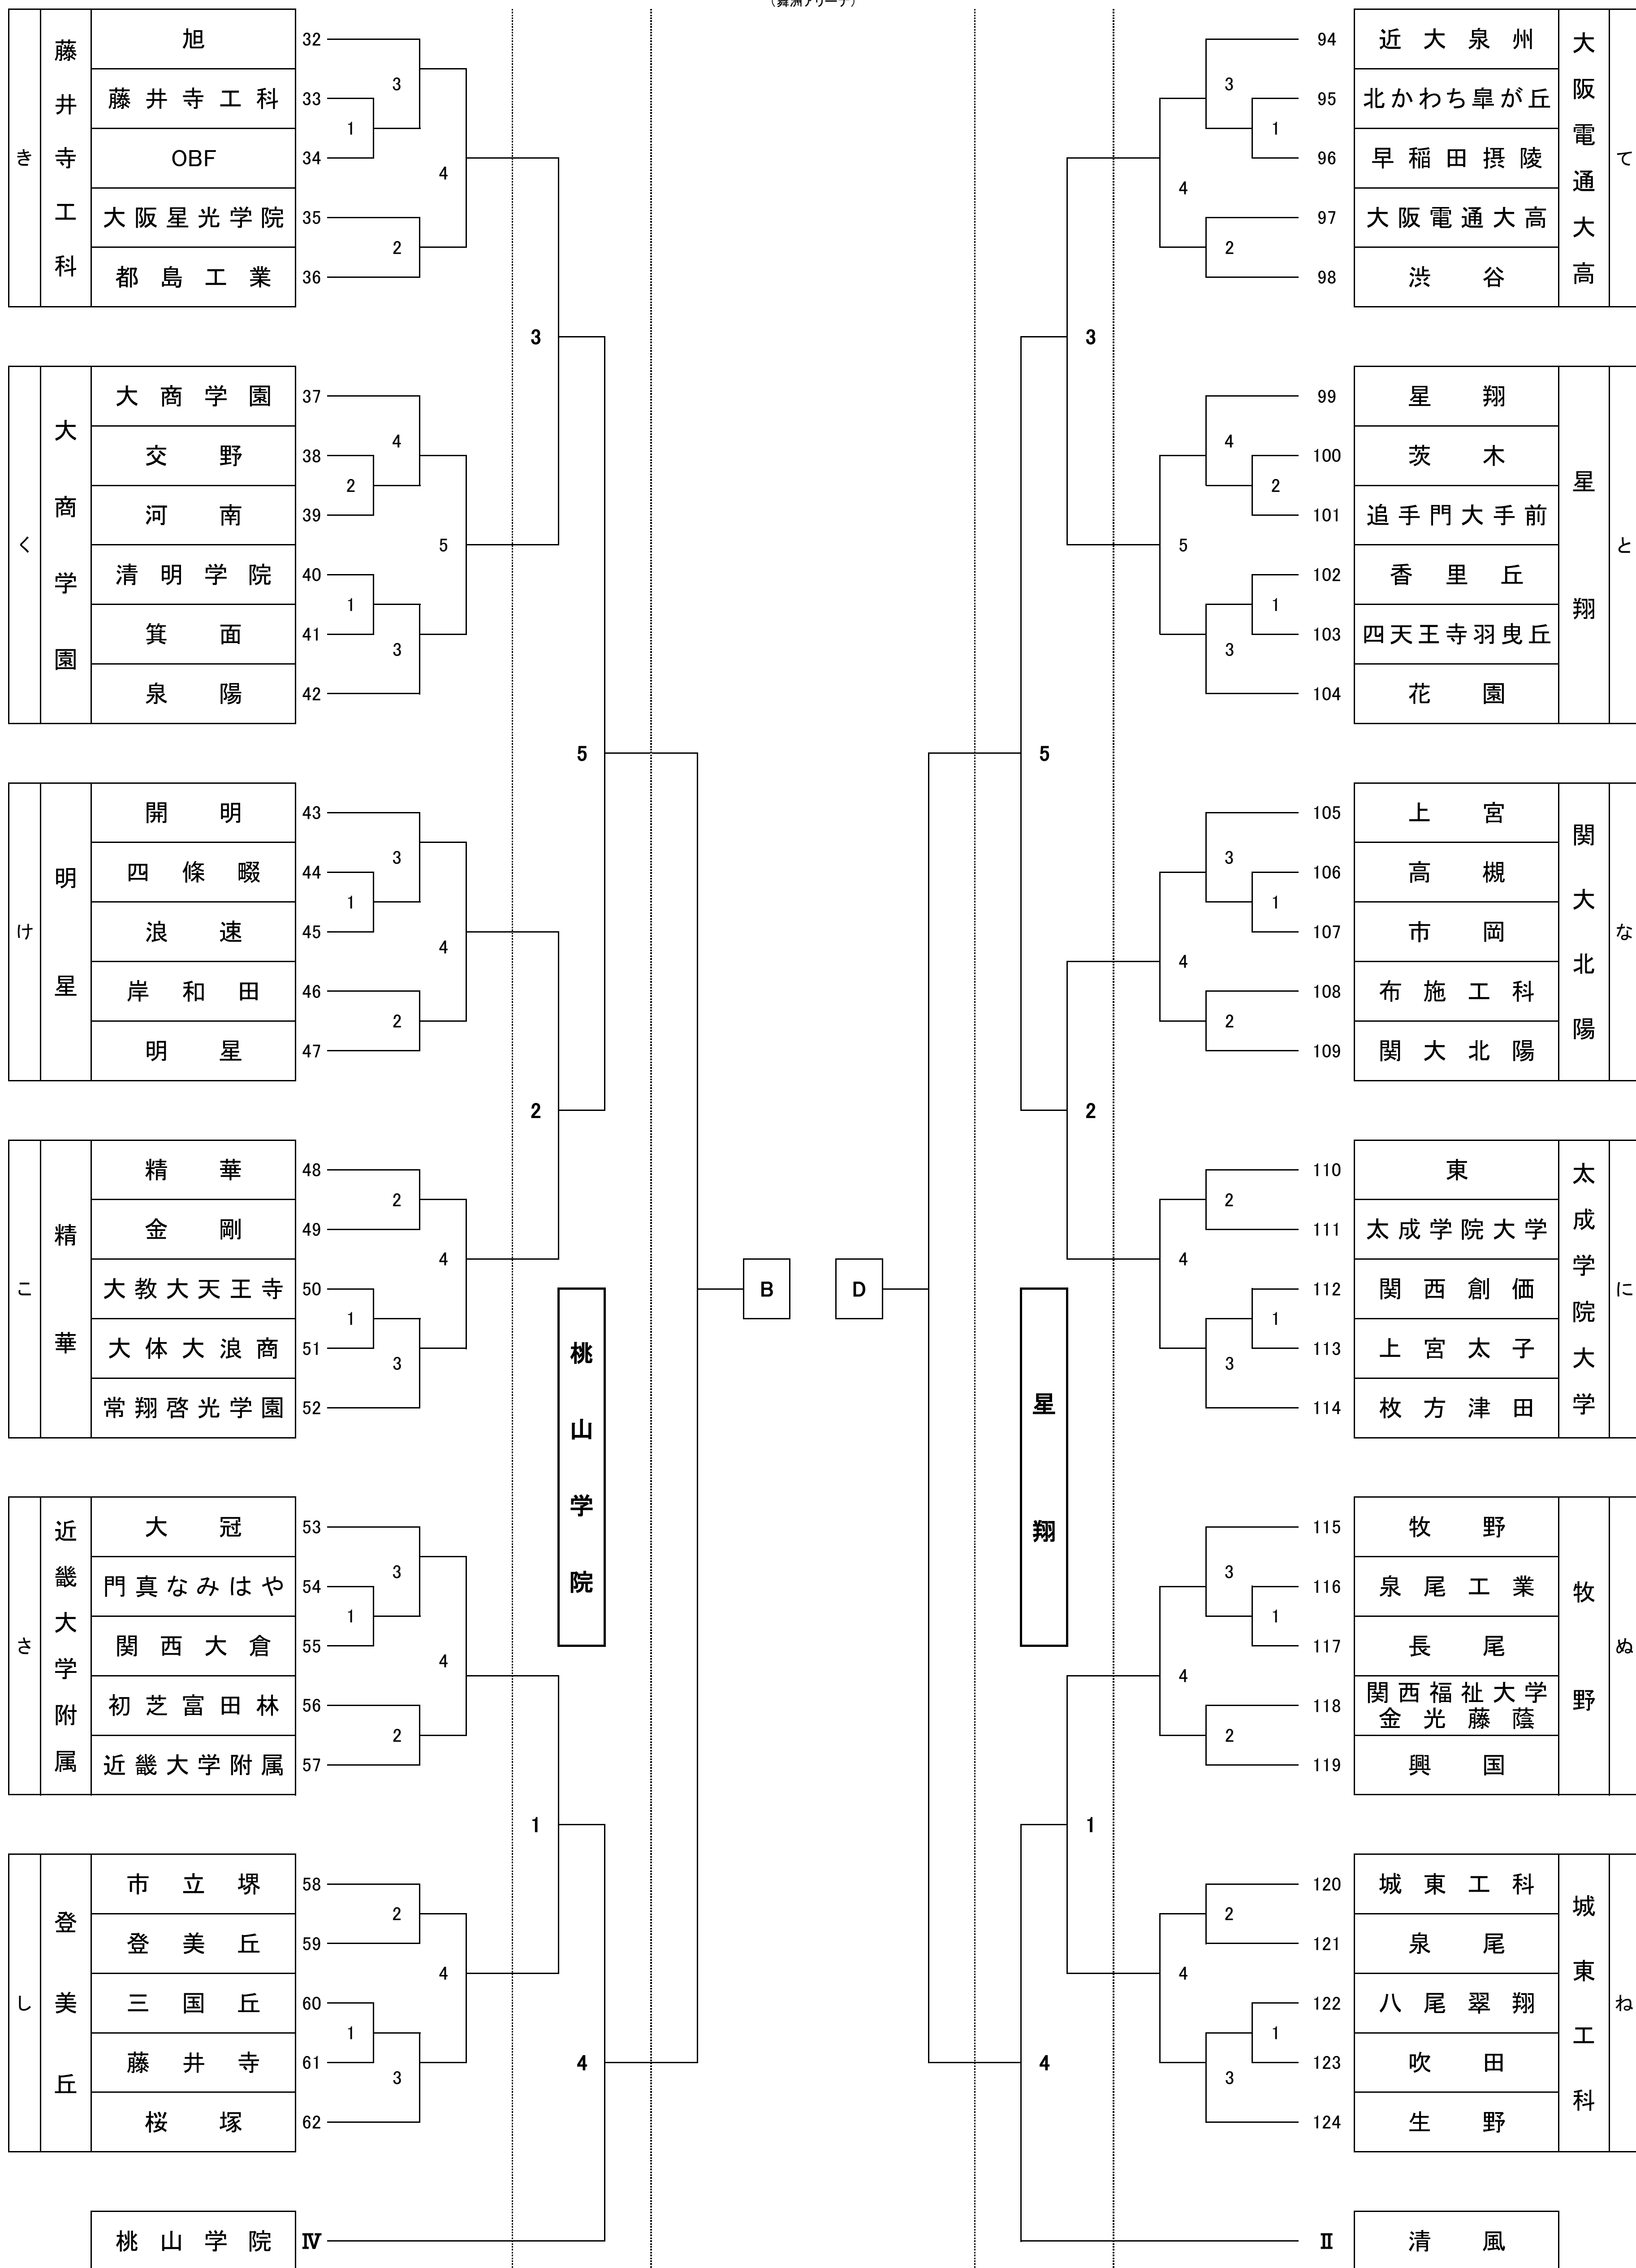 (舞洲アリーナ)
き
藤井寺工科
旭 32
藤井寺工科 33
OBF 34
大阪星光学院 35
都島工業 36
3
1
4
2
3
く
大商学園
大商学園 37
交野 38
河南 39
清明学院 40
箕面 41
泉陽 42
4
2
5
1
3
5
け
明星
開明 43
四條畷 44
浪速 45
岸和田 46
明星 47
3
1
4
2
2
こ
精華
精華 48
金剛 49
大教大天王寺 50
大体大浪商 51
常翔啓光学園 52
2
4
1
3
桃山学院
B
さ
近畿大学附属
大冠 53
門真なみはや 54
関西大倉 55
初芝富田林 56
近畿大学附属 57
3
1
4
2
1
し
登美丘
市立堺 58
登美丘 59
三国丘 60
藤井寺 61
桜塚 62
2
4
1
3
4
桃山学院 Ⅳ
94 近大泉州
95 北かわち皐が丘
96 早稲田摂陵
97 大阪電通大高
98 渋谷
大阪電通大高
て
3
1
4
2
3
99 星翔
100 茨木
101 追手門大手前
102 香里丘
103 四天王寺羽曳丘
104 花園
星翔
と
4
2
5
1
3
5
105 上宮
106 高槻
107 市岡
108 布施工科
109 関大北陽
関大北陽
な
3
1
4
2
2
110 東
111 太成学院大学
112 関西創価
113 上宮太子
114 枚方津田
太成学院大学
に
2
4
1
3
D
星翔
115 牧野
116 泉尾工業
117 長尾
118 関西福祉大学
金光藤蔭
119 興国
牧野
ぬ
3
1
4
2
1
120 城東工科
121 泉尾
122 八尾翠翔
123 吹田
124 生野
城東工科
ね
2
4
1
3
4
Ⅱ 清風